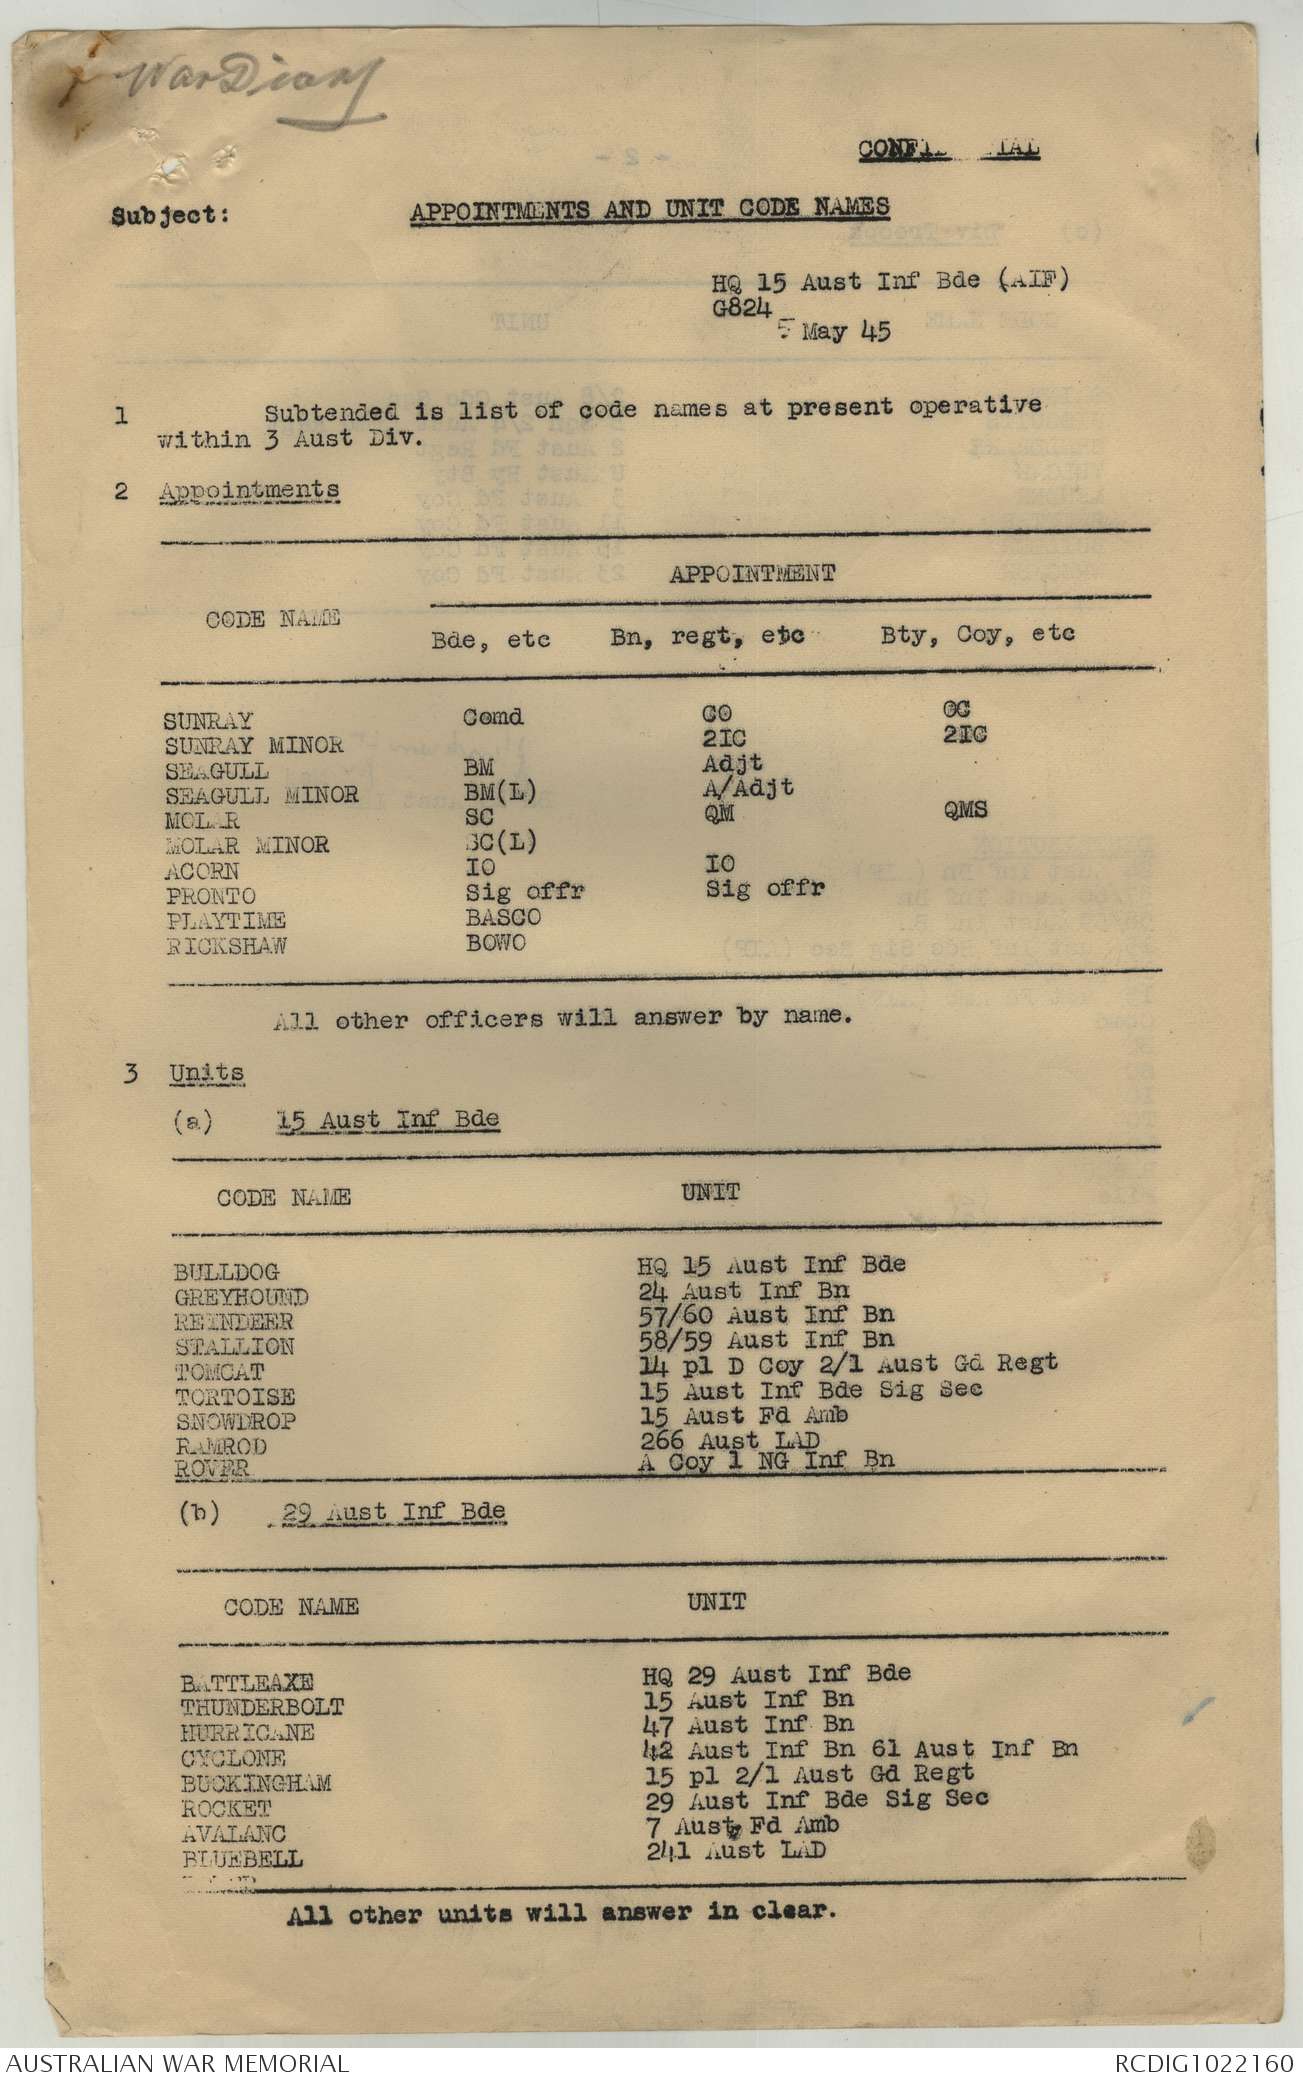 War Diary
CONFI IAL
Subject: APPOINTMENTS AND UNIT CODE NAMES
HQ 15 Aust Inf Bde (AIF)
G824
5 May 45
1 Subtended is list of code names at present operative
within 3 Aust Div.
2 Appointments
APPOINTMENT
CODE NAME
Bde, etc Bn, regt, etc Bty, Coy, etc
SUNRAY Comd CO OC
SUNRAY MINOR 2IC 2IC
SEAGULL BM Adjt
SEAGULL MINOR BM(L) A/Adjt
MOLAR SC QM QMS
MOLAR MINOR SC(L)
ACORN IO IO
PRONTO Sig offr Sig offr
PLAYTIME BASCO
RICKSHAW BOWO
All other officers will answer by name.
3 Units
(a) 15 Aust Inf Bde
CODE NAME UNIT
BULLDOG HQ 15 Aust Inf Bde
GREYHOUND 24 Aust Inf Bn
REINDEER 57/60 Aust Inf Bn
STALLION 58/59 Aust Inf Bn
TOMCAT 14 pl D Coy 2/1 Aust Gd Regt
TORTOISE 15 Aust Inf Bde Sig Sec
SNOWDROP 15 Aust Fd Amb
RAMROD 266 Aust LAD
ROVER A Coy 1 NG Inf Bn
(b) 29 Aust Inf Bde
CODE NAME UNIT
BATTLEAXE HQ 29 Aust Inf Bde
THUNDERBOLT 15 Aust Inf Bn
HURRICANE 47 Aust Inf Bn
CYCLONE 42 Aust Inf Bn 61 Aust Inf Bn
BUCKINGHAM 15 pl 2/1 Aust Gd Regt
ROCKET 29 Aust Inf Bde Sig Sec
AVALANC 7 Aust Fd Amb
BLUEBELL 241 Aust LAD
All other units will answer in clear.
AUSTRALIAN WAR MEMORIAL RCDIG1022160